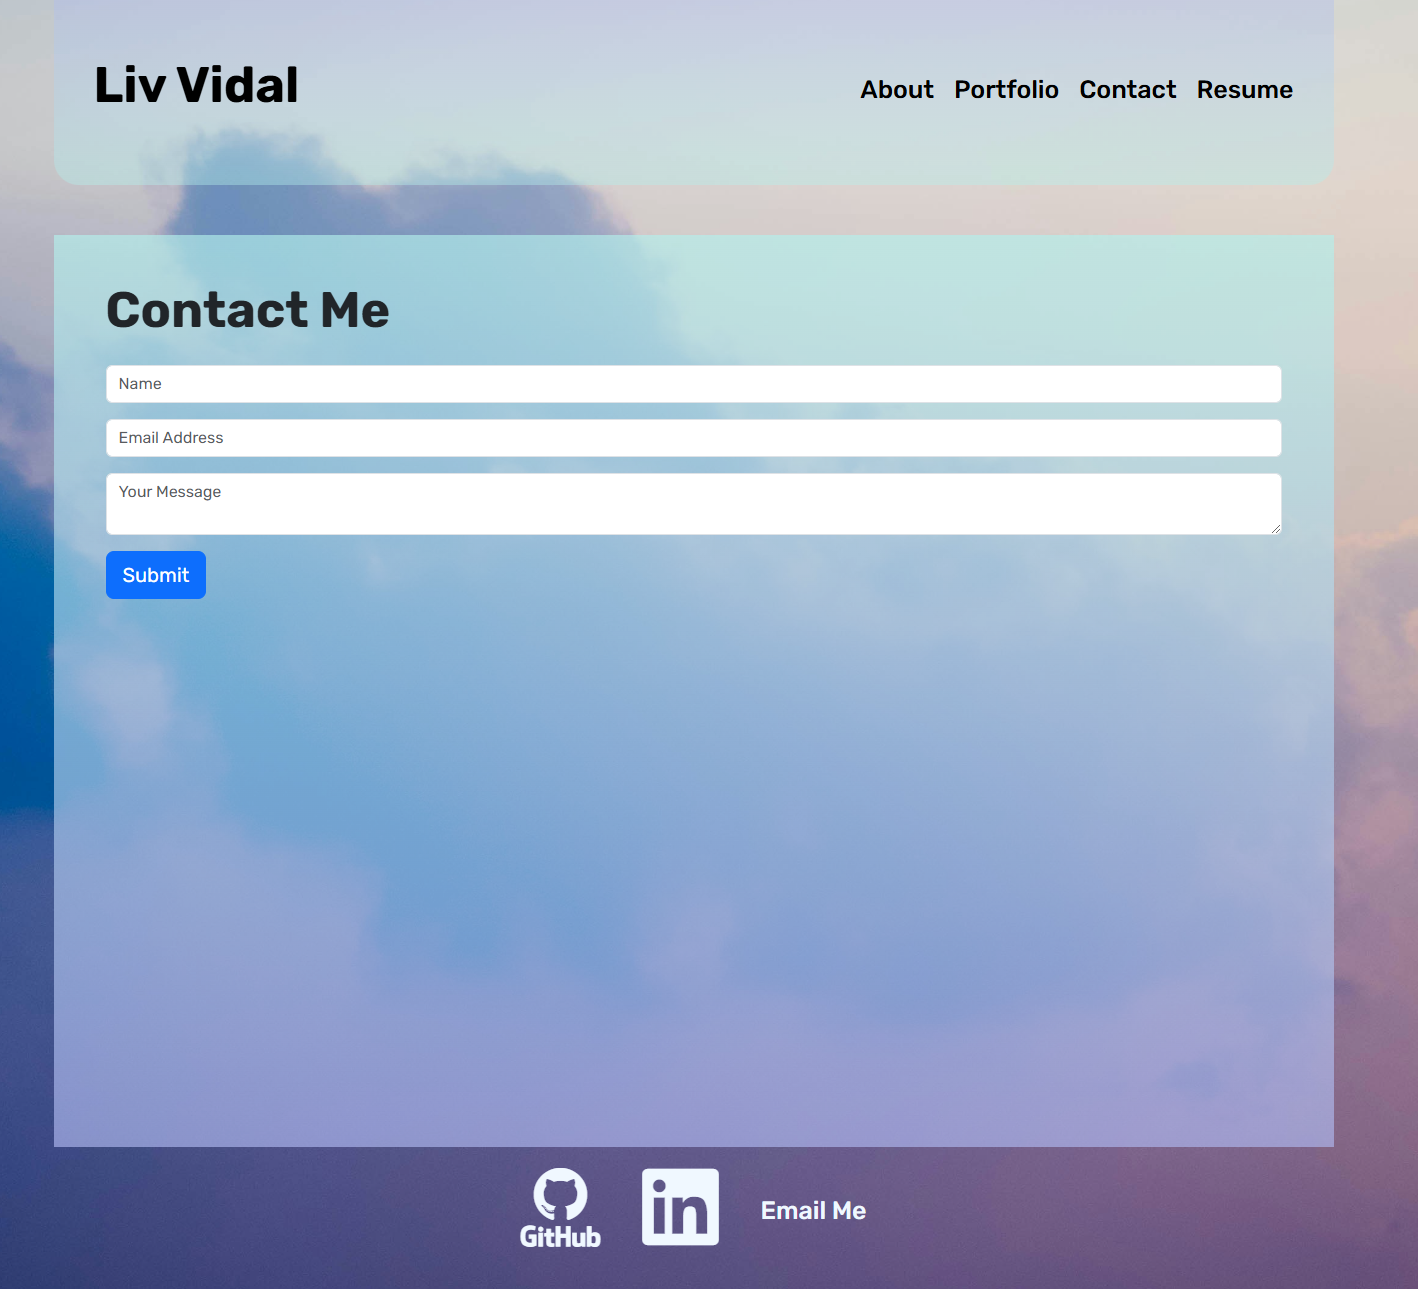 Liv Vidal
About Portfolio Contact Resume
Contact Me
Name
Email Address
Your Message
Submit
GitHub
in
Email Me